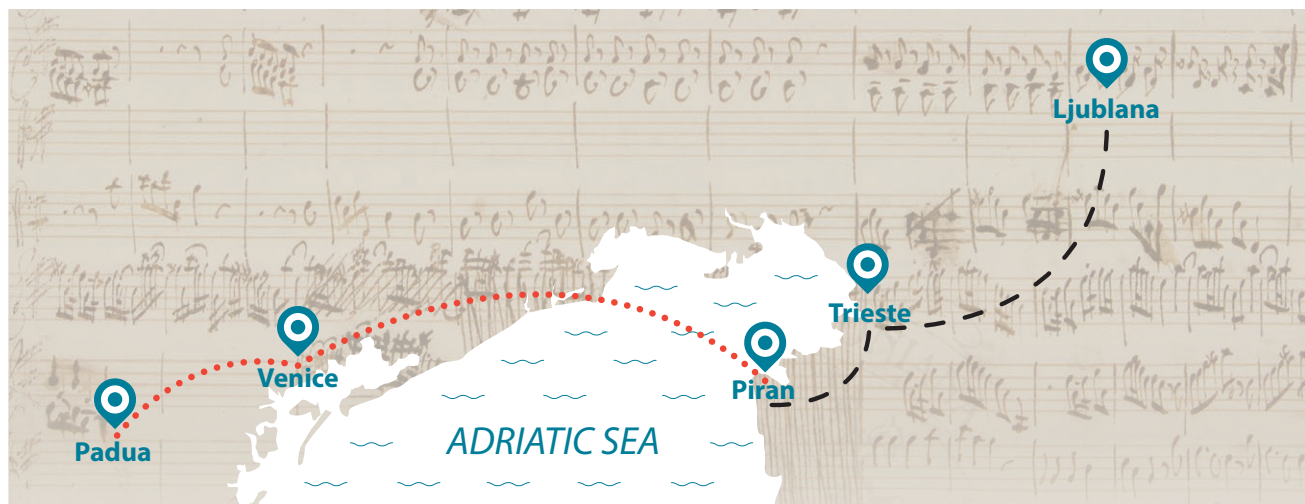 Ljublana
Trieste
Venice
Piran
Padua
ADRIATIC SEA